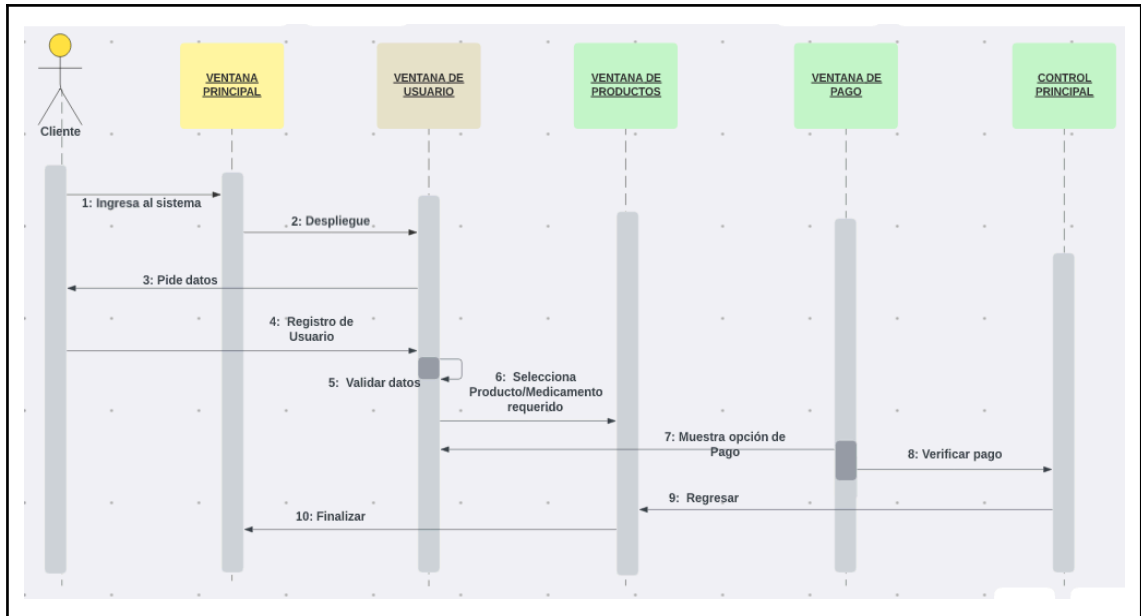 VENTANA
PRINCIPAL
VENTANA DE
USUARIO
VENTANA DE
PRODUCTOS
VENTANA DE
PAGO
CONTROL
PRINCIPAL
Cliente
1: Ingresa al sistema
2: Despliegue
3: Pide datos
4: Registro de
Usuario
5: Validar datos
6: Selecciona
Producto/Medicamento
requerido
7: Muestra opción de
Pago
8: Verificar pago
9: Regresar
10: Finalizar